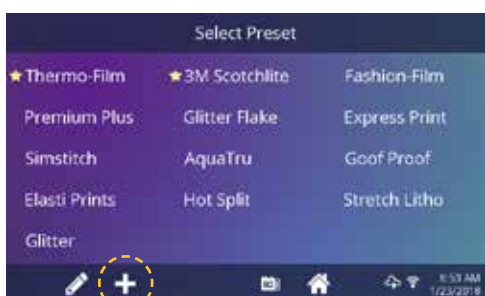 Select Preset
Thermo-Film 3M Scotchlite Fashion-Film
Premium Plus Glitter Flake Express Print
Simstitch AquaTru Goof Proof
Elasti Prints Hot Split Stretch Litho
Glitter
8:53 AM
1/23/2018